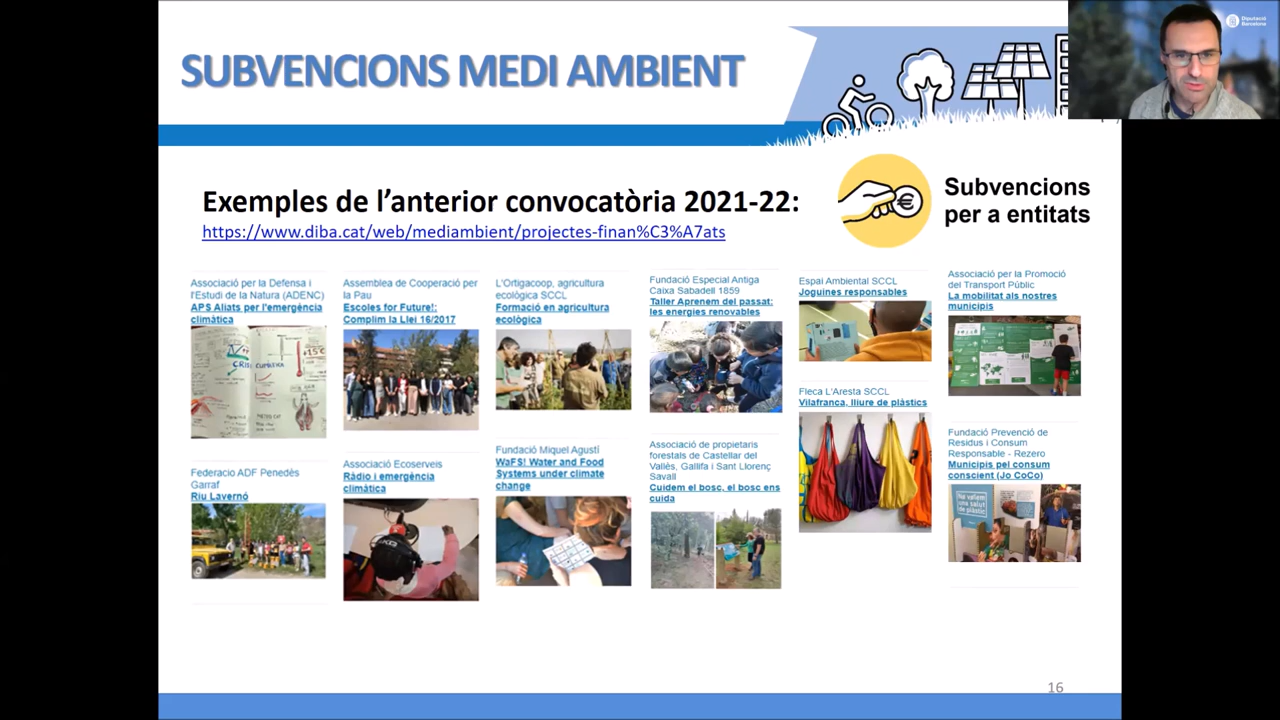 SUBVENCIONS MEDI AMBIENT
Diputació
Barcelona
Exemples de l'anterior convocatòria 2021-22:
https://www.diba.cat/web/mediambient/projectes-finan%C3%A7ats
Subvencions
per a entitats
Associació per la Defensa i
l'Estudi de la Natura (ADENC)
APS Aliats per l'emergència
climàtica
Federacio ADF Penedès
Garraf
Riu Lavernó
Assemblea de Cooperació per
la Pau
Escoles for Future!:
Complim la Llei 16/2017
Associació Ecoserveis
Ràdio i emergència
climàtica
L'Ortigacoop, agricultura
ecològica SCCL
Formació en agricultura
ecològica
Fundació Miquel Agustí
WaFS! Water and Food
Systems under climate
change
Fundació Especial Antiga
Caixa Sabadell 1859
Taller Aprenem del passat:
les energies renovables
Associació de propietaris
forestals de Castellar del
Vallès, Gallifa i Sant Llorenç
Savall
Cuidem el bosc, el bosc ens
cuida
Espai Ambiental SCCL
Joguines responsables
Fleca L'Aresta SCCL
Vilafranca, lliure de plàstics
Associació per la Promoció
del Transport Públic
La mobilitat als nostres
municipis
Fundació Prevenció de
Residus i Consum
Responsable - Rezero
Municipis pel consum
conscient (Jo CoCo)
16